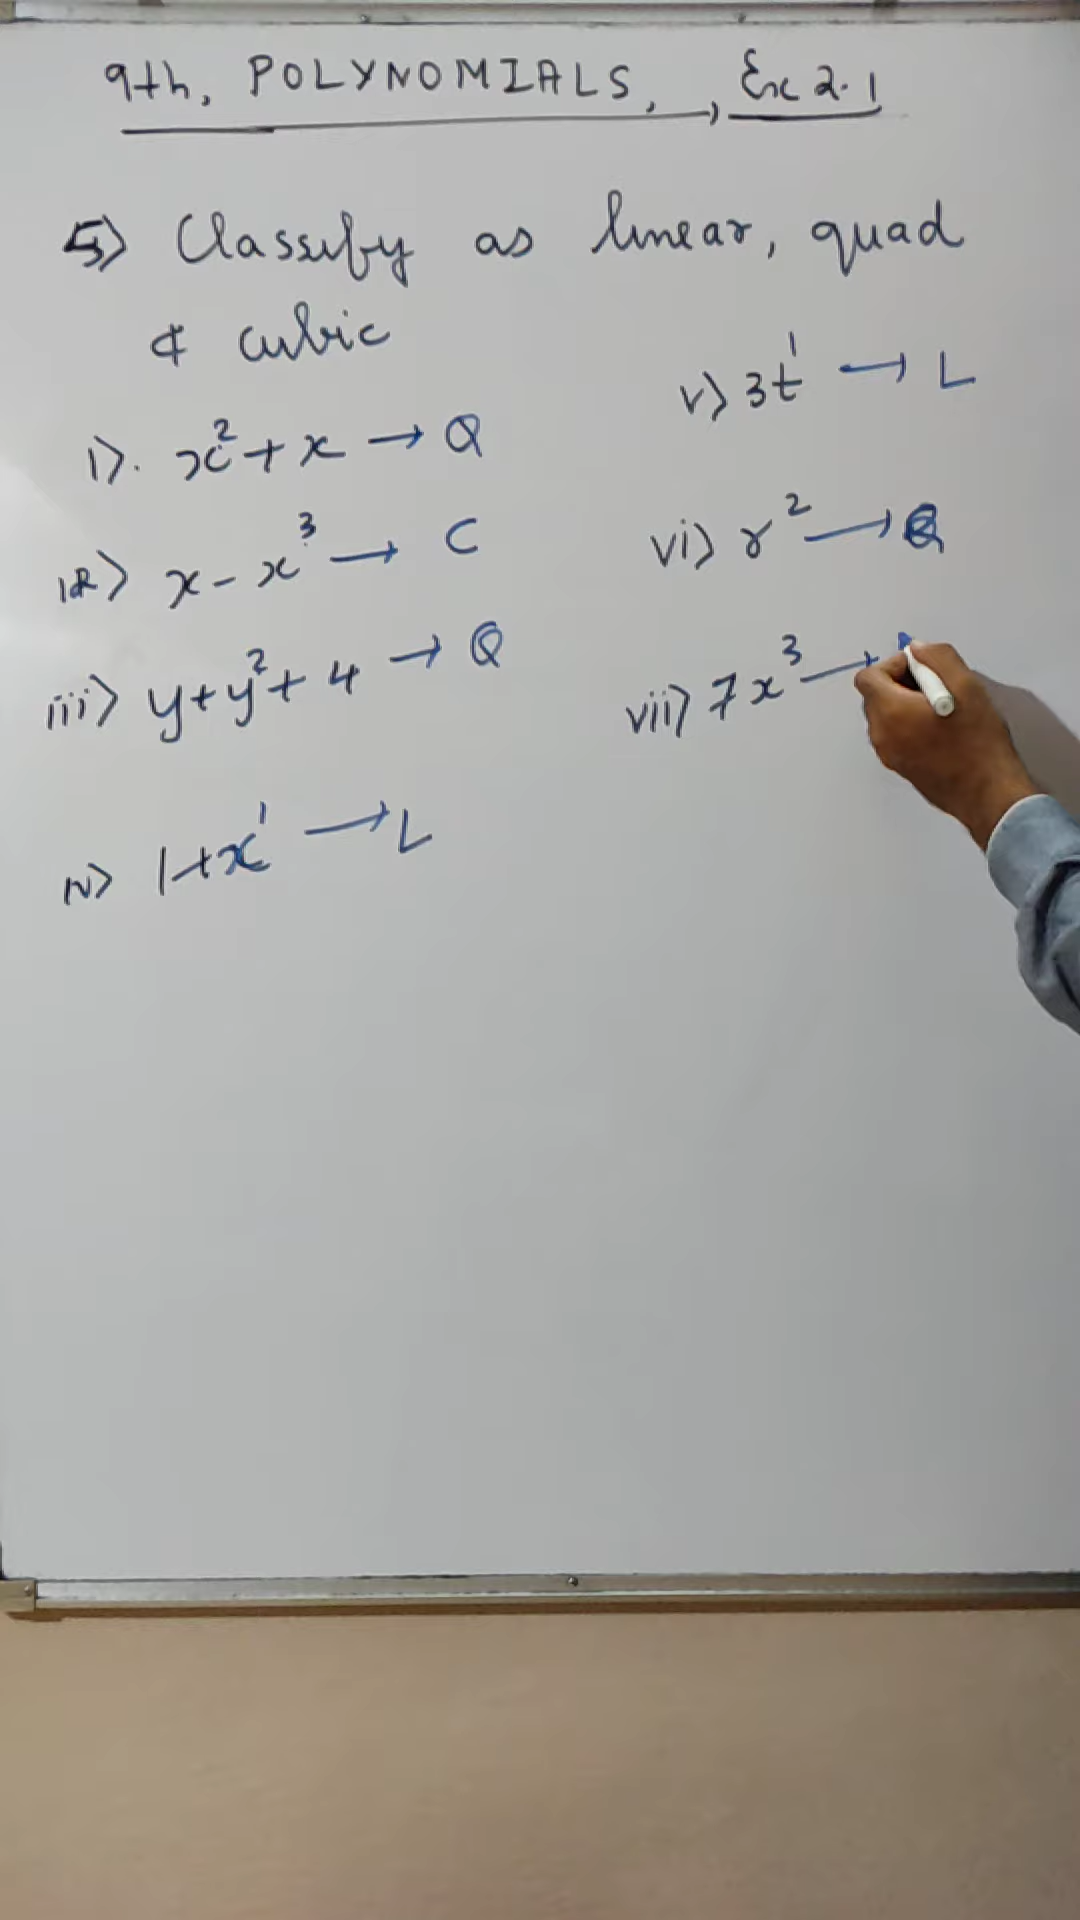 9th, POLYNOMIALS, → Ex 2.1
5) Classify as linear, quad
& cubic
i). x²+x → Q
ii) x-x³ → C
iii) y+y²+4 → Q
iv) 1+x¹ → L
v) 3t¹ → L
vi) r² → Q
vii) 7x³ →